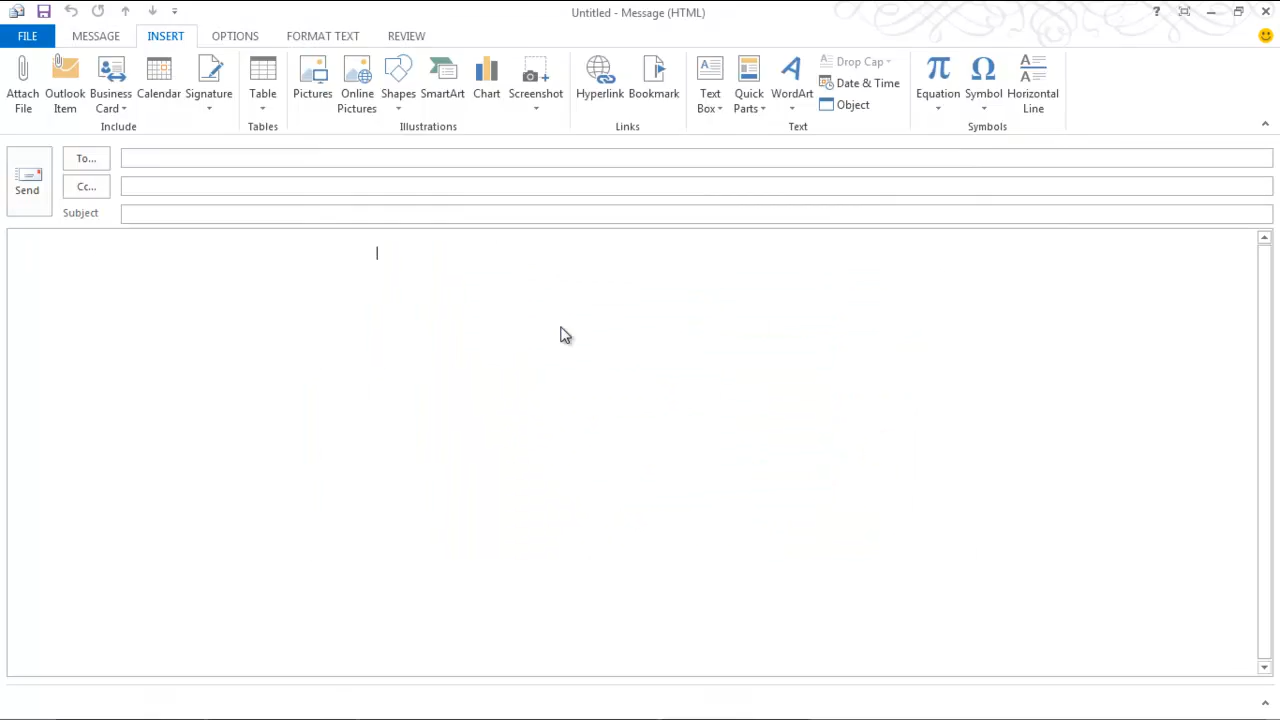 Untitled - Message (HTML)
?
FILE MESSAGE INSERT OPTIONS FORMAT TEXT REVIEW
Attach File
Outlook Item
Business Card
Calendar
Signature
Include
Table
Tables
Pictures
Online Pictures
Shapes
SmartArt
Chart
Screenshot
Illustrations
Hyperlink
Bookmark
Links
Text Box
Quick Parts
WordArt
Drop Cap
Date & Time
Object
Text
π
Equation
Ω
Symbol
Horizontal Line
Symbols
Send
To...
Cc...
Subject